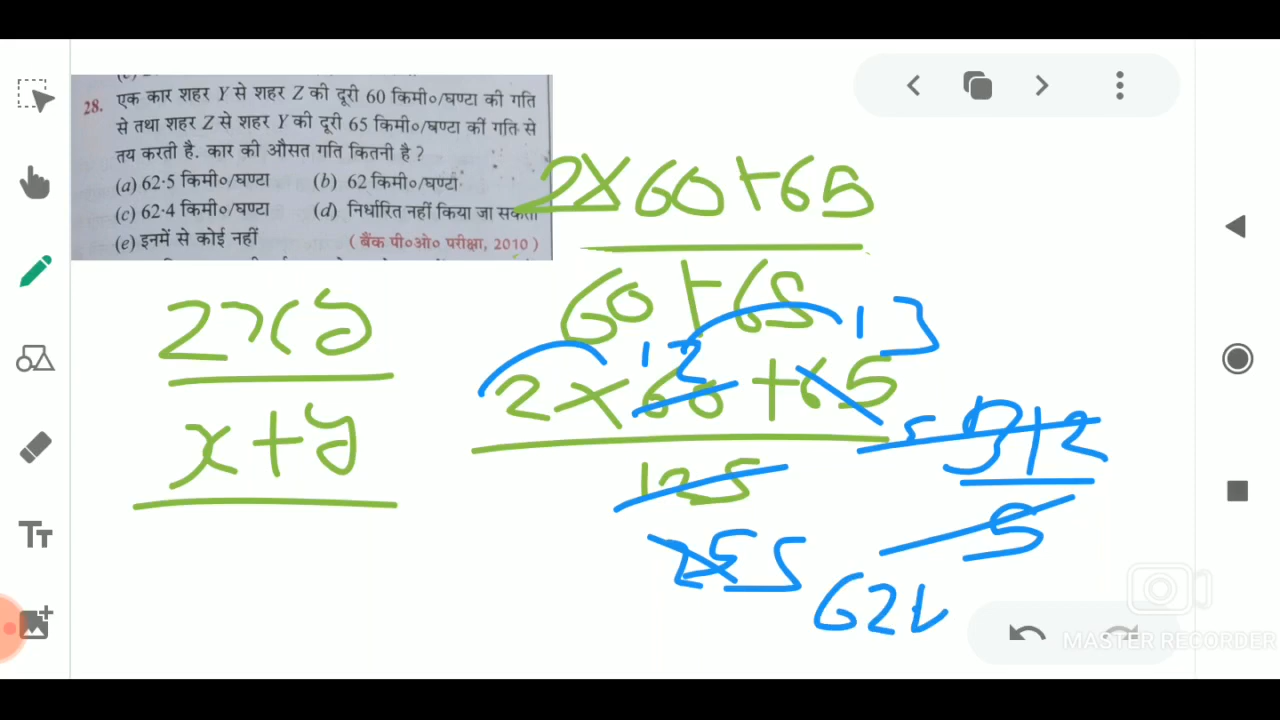 28. एक कार शहर Y से शहर Z की दूरी 60 किमी०/घण्टा की गति
से तथा शहर Z से शहर Y की दूरी 65 किमी०/घण्टा की गति से
तय करती है. कार की औसत गति कितनी है ?
(a) 62·5 किमी०/घण्टा (b) 62 किमी०/घण्टा
(c) 62·4 किमी०/घण्टा (d) निर्धारित नहीं किया जा सकता
(e) इनमें से कोई नहीं (बैंक पी०ओ० परीक्षा, 2010)
2×60+65
60+65
2xy
x+y
12 13
2×60+65
125
25 5
5
62
Tт
MASTER RECORDER